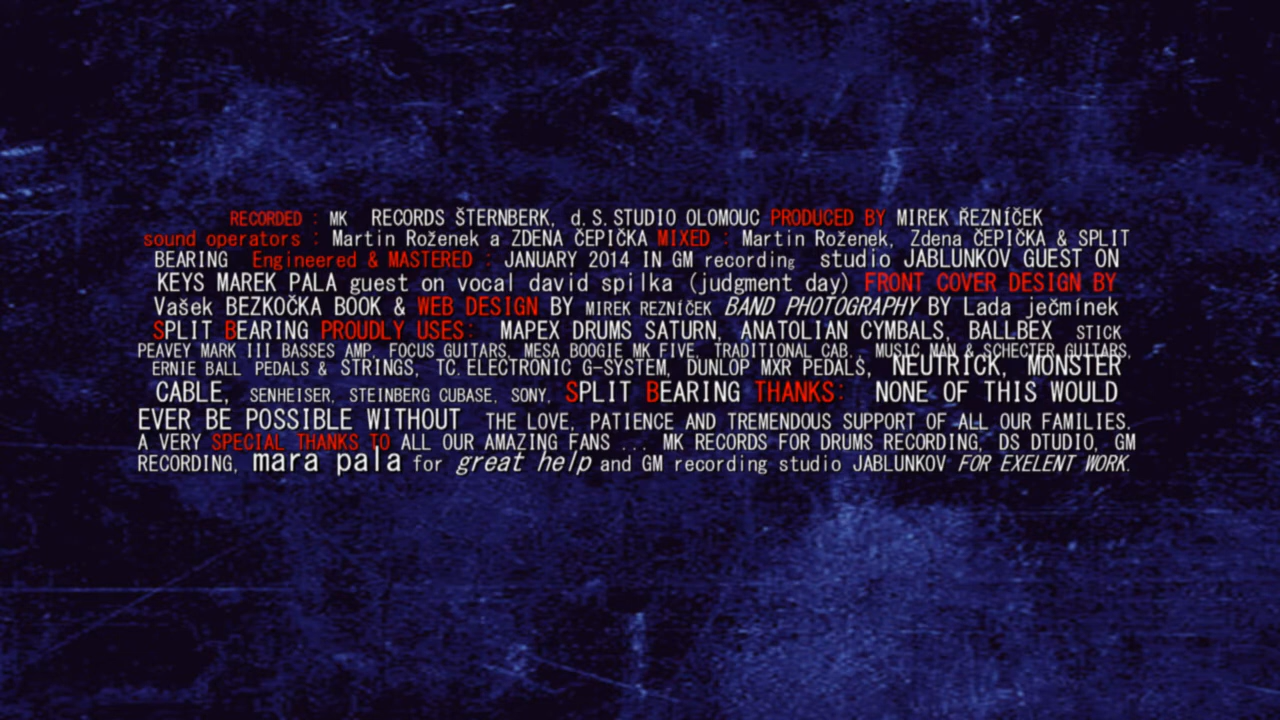 RECORDED : MK RECORDS ŠTERNBERK, d.S.STUDIO OLOMOUC PRODUCED BY MIREK ŘEZNÍČEK
sound operators : Martin Roženek a ZDENA ČEPIČKA MIXED : Martin Roženek, Zdena ČEPIČKA & SPLIT
BEARING Engineered & MASTERED : JANUARY 2014 IN GM recording studio JABLUNKOV GUEST ON
KEYS MAREK PALA guest on vocal david spilka (judgment day) FRONT COVER DESIGN BY
Vašek BEZKOČKA BOOK & WEB DESIGN BY MIREK REZNÍČEK BAND PHOTOGRAPHY BY Lada ječmínek
SPLIT BEARING PROUDLY USES: MAPEX DRUMS SATURN, ANATOLIAN CYMBALS, BALLBEX STICK
PEAVEY MARK III BASSES AMP, FOCUS GUITARS, MESA BOOGIE MK FIVE, TRADITIONAL CAB., MUSIC MAN & SCHECTER GUITARS,
ERNIE BALL PEDALS & STRINGS, TC.ELECTRONIC G-SYSTEM, DUNLOP MXR PEDALS, NEUTRICK, MONSTER
CABLE, SENHEISER, STEINBERG CUBASE, SONY, SPLIT BEARING THANKS: NONE OF THIS WOULD
EVER BE POSSIBLE WITHOUT THE LOVE, PATIENCE AND TREMENDOUS SUPPORT OF ALL OUR FAMILIES.
A VERY SPECIAL THANKS TO ALL OUR AMAZING FANS ... MK RECORDS FOR DRUMS RECORDING, DS DTUDIO, GM
RECORDING, mara pala for great help and GM recording studio JABLUNKOV FOR EXELENT WORK.